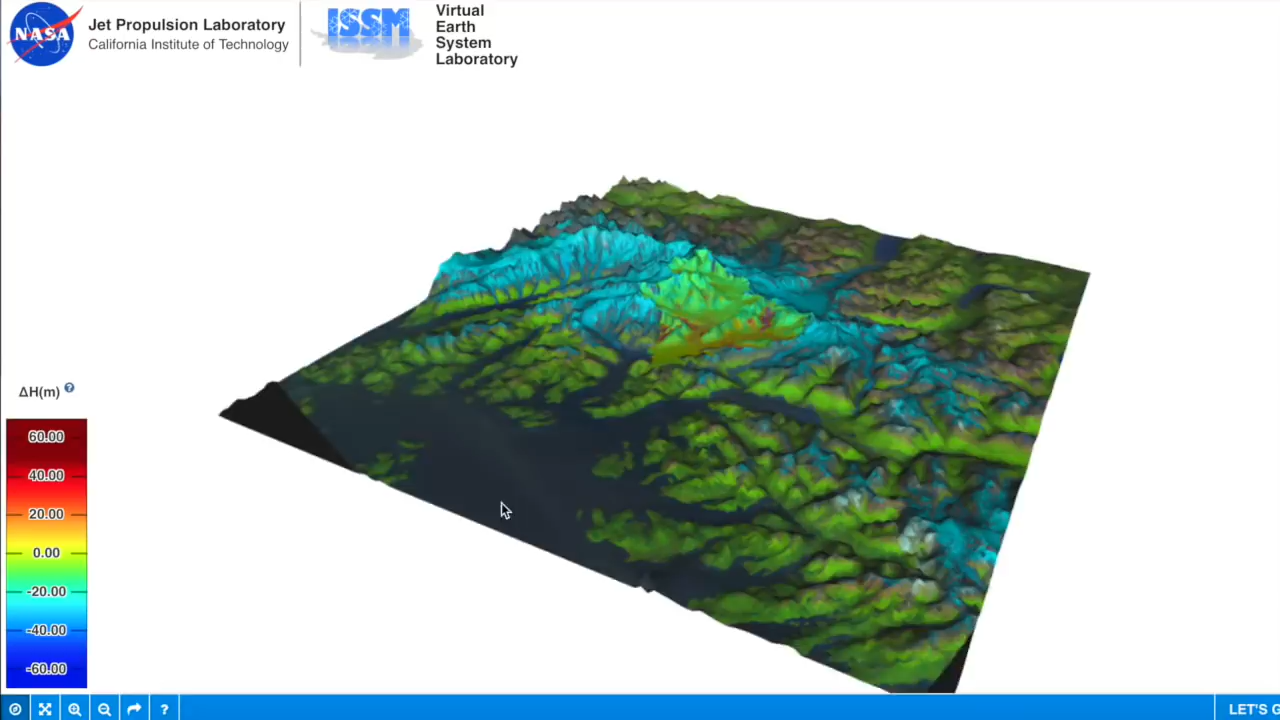 NASA
Jet Propulsion Laboratory
California Institute of Technology
ISSM
Virtual
Earth
System
Laboratory
ΔH(m) ?
60.00
40.00
20.00
0.00
-20.00
-40.00
-60.00
?
LET'S G